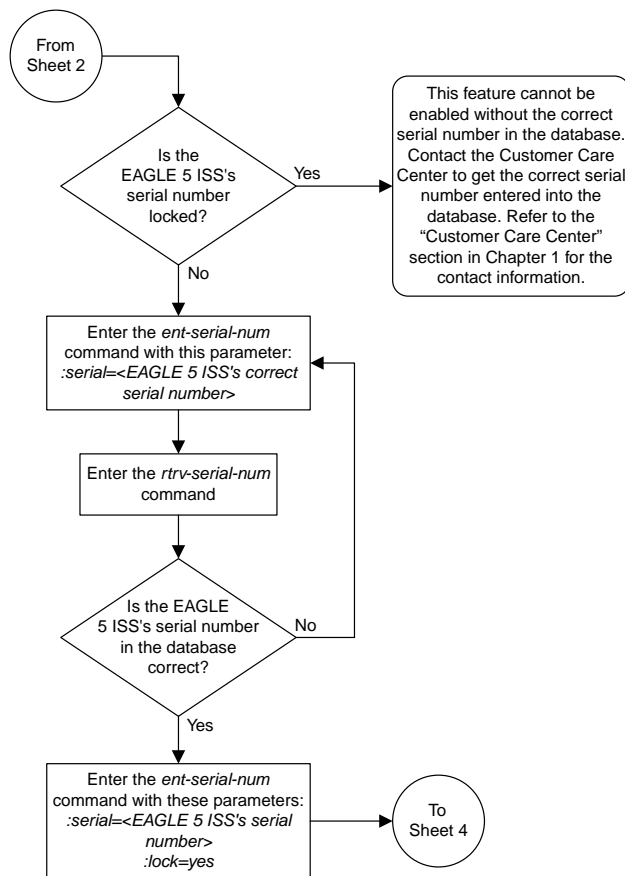 From
Sheet 2
Is the
EAGLE 5 ISS's
serial number
locked?
Yes
This feature cannot be
enabled without the correct
serial number in the database.
Contact the Customer Care
Center to get the correct serial
number entered into the
database. Refer to the
“Customer Care Center”
section in Chapter 1 for the
contact information.
No
Enter the ent-serial-num
command with this parameter:
:serial=<EAGLE 5 ISS's correct
serial number>
Enter the rtrv-serial-num
command
Is the EAGLE
5 ISS's serial number
in the database
correct?
No
Yes
Enter the ent-serial-num
command with these parameters:
:serial=<EAGLE 5 ISS's serial
number>
:lock=yes
To
Sheet 4